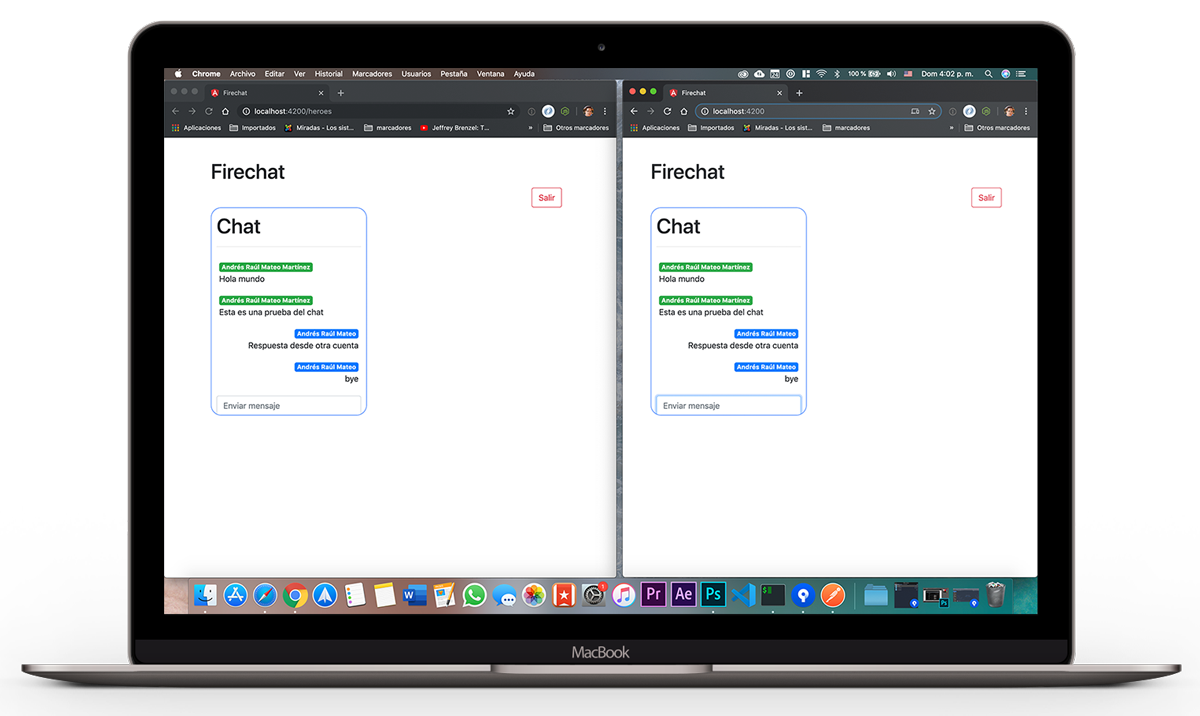 Chrome Archivo Editar Ver Historial Marcadores Usuarios Pestaña Ventana Ayuda 100 % Dom 4:02 p. m.
Firechat
localhost:4200/heroes
Aplicaciones Importados Miradas - Los sist... marcadores Jeffrey Brenzel: T... » Otros marcadores
Firechat
Salir
Chat
Andrés Raúl Mateo Martínez
Hola mundo
Andrés Raúl Mateo Martínez
Esta es una prueba del chat
Andrés Raúl Mateo
Respuesta desde otra cuenta
Andrés Raúl Mateo
bye
Enviar mensaje
Firechat
localhost:4200
Aplicaciones Importados Miradas - Los sist... marcadores » Otros marcadores
Firechat
Salir
Chat
Andrés Raúl Mateo Martínez
Hola mundo
Andrés Raúl Mateo Martínez
Esta es una prueba del chat
Andrés Raúl Mateo
Respuesta desde otra cuenta
Andrés Raúl Mateo
bye
Enviar mensaje
W 1 Pr Ae Ps $
MacBook